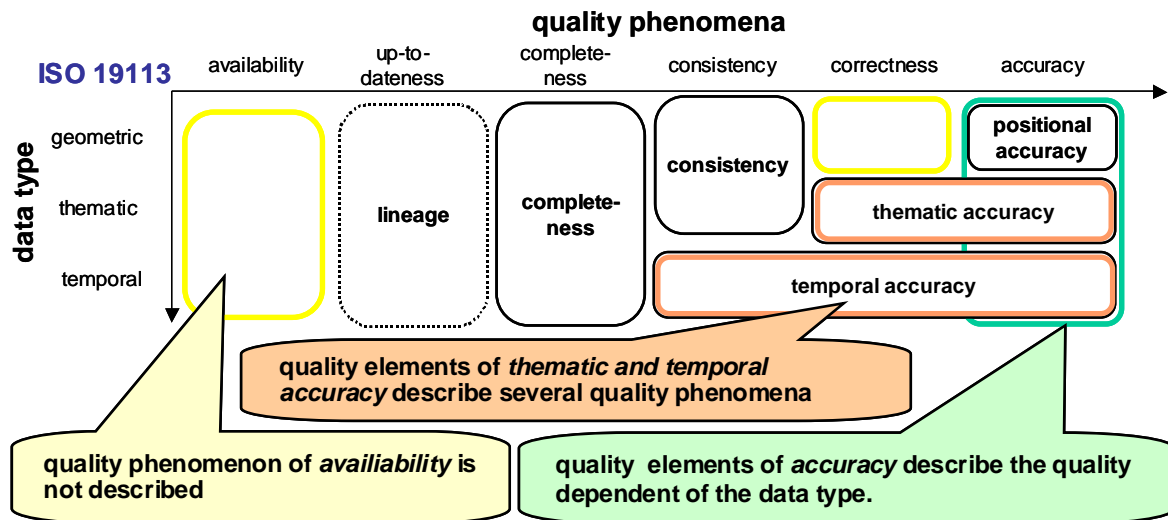 quality phenomena
ISO 19113
availability
up-to-
dateness
complete-
ness
consistency
correctness
accuracy
data type
geometric
thematic
temporal
lineage
complete-
ness
consistency
positional
accuracy
thematic accuracy
temporal accuracy
quality elements of thematic and temporal
accuracy describe several quality phenomena
quality phenomenon of availiability is
not described
quality elements of accuracy describe the quality
dependent of the data type.